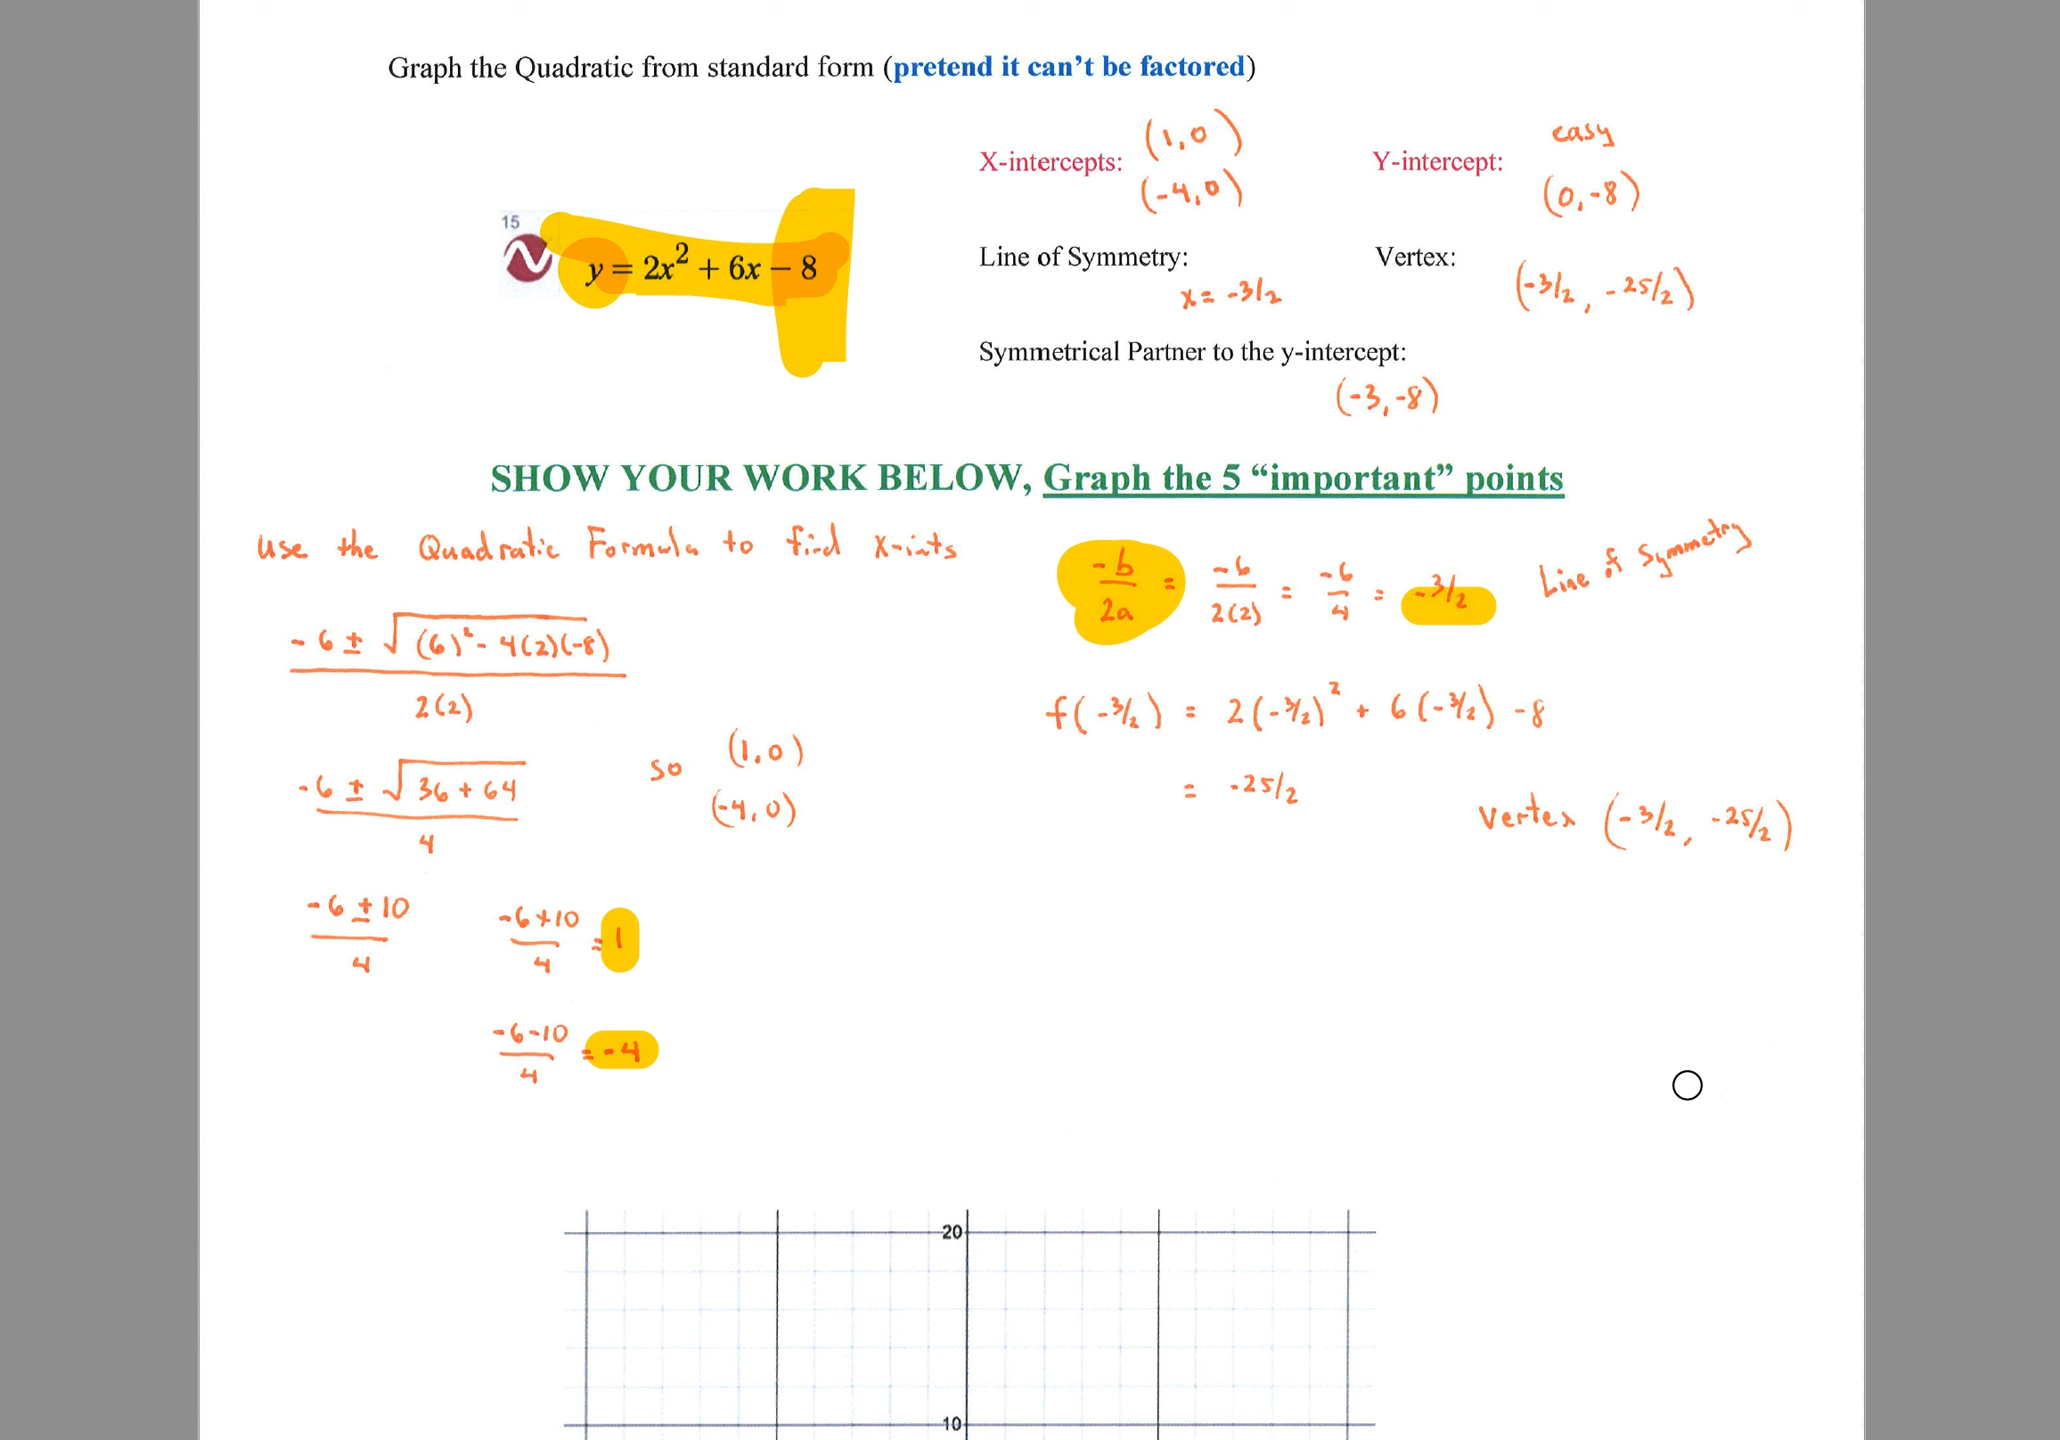 Graph the Quadratic from standard form (pretend it can’t be factored)
X-intercepts: (1,0)
(-4,0)
Y-intercept: easy
(0,-8)
15
y = 2x² + 6x − 8
Line of Symmetry:
x = -3/2
Vertex:
(-3/2, -25/2)
Symmetrical Partner to the y-intercept:
(-3,-8)
SHOW YOUR WORK BELOW, Graph the 5 “important” points
Use the Quadratic Formula to find x-ints
-6 ± √(6)² - 4(2)(-8)
2(2)
-6 ± √36 + 64
4
so (1,0)
(-4,0)
-6 ± 10
4
-6+10
4
= 1
-6-10
4
= -4
-b/2a = -6/2(2) = -6/4 = -3/2
Line of Symmetry
f(-3/2) = 2(-3/2)² + 6(-3/2) - 8
= -25/2
Vertex (-3/2, -25/2)
20
10